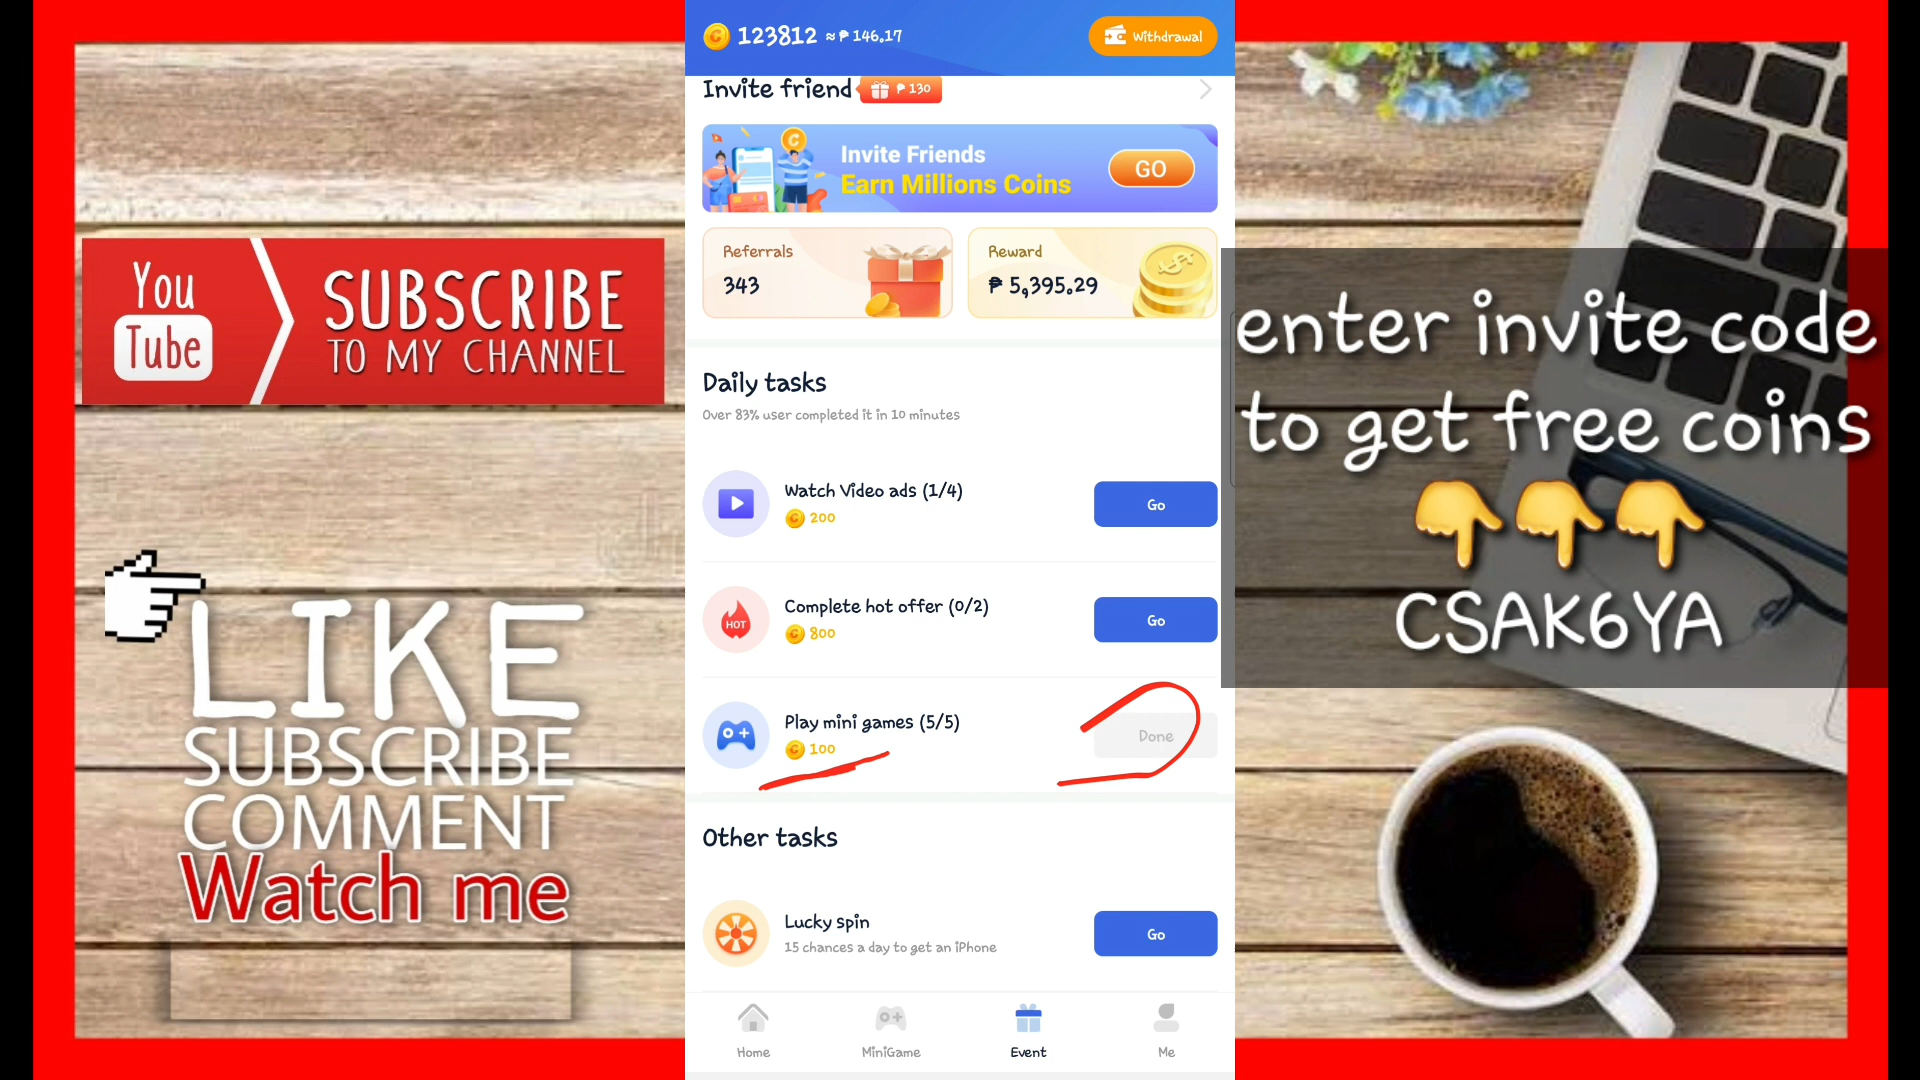 123812 ≈ ₱ 146.17
Withdrawal
Invite friend
₱ 130
Invite Friends
Earn Millions Coins
GO
Referrals
343
Reward
₱ 5,395.29
Daily tasks
Over 83% user completed it in 10 minutes
Watch Video ads (1/4)
200
Go
HOT
Complete hot offer (0/2)
800
Go
Play mini games (5/5)
100
Done
Other tasks
Lucky spin
15 chances a day to get an iPhone
Go
Home
MiniGame
Event
Me
You
Tube
SUBSCRIBE
TO MY CHANNEL
LIKE
SUBSCRIBE
COMMENT
Watch me
enter invite code
to get free coins
👇👇👇
CSAK6YA